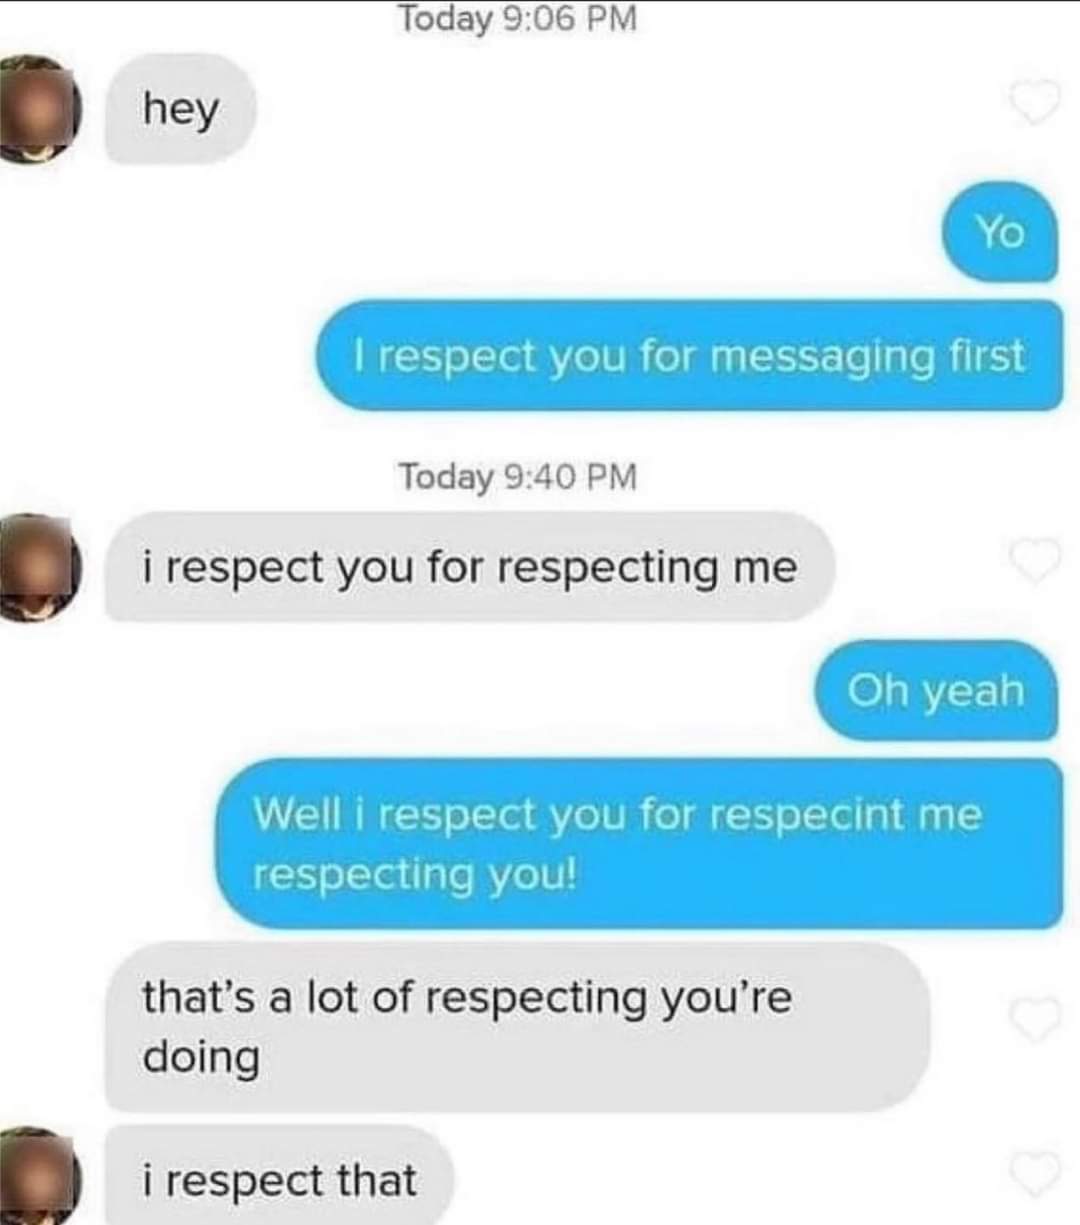 Today 9:06 PM
hey
Yo
I respect you for messaging first
Today 9:40 PM
i respect you for respecting me
Oh yeah
Well i respect you for respecint me
respecting you!
that's a lot of respecting you're
doing
i respect that